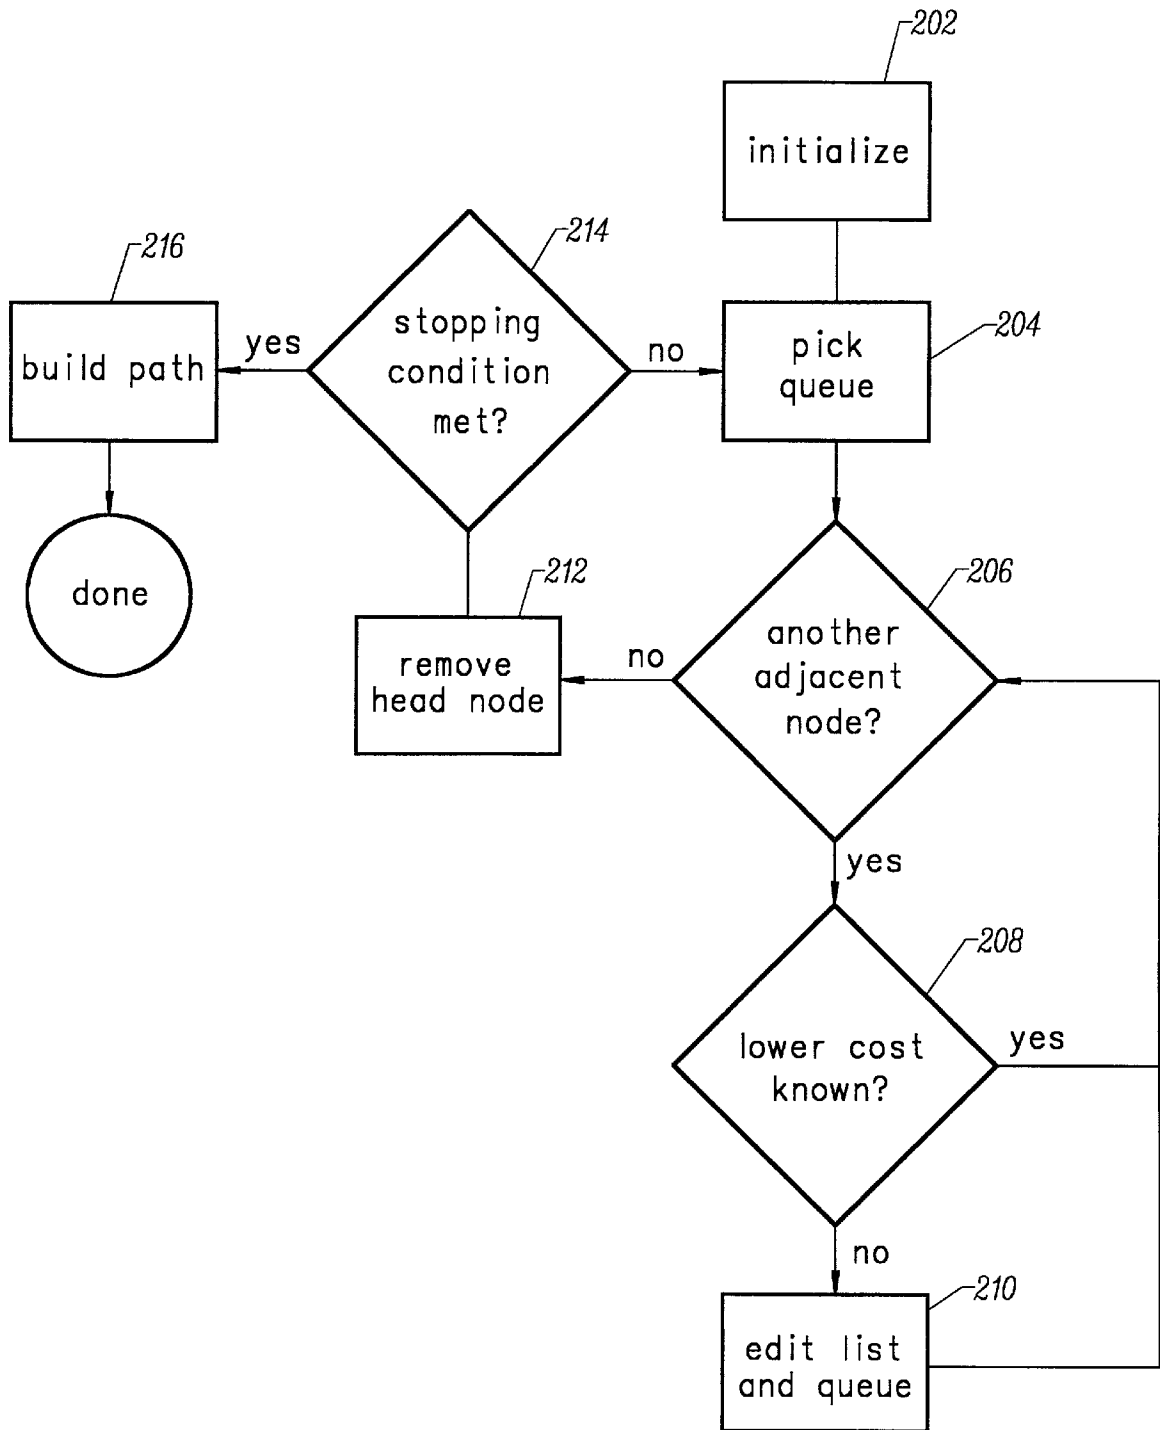 202
initialize
214
216
stopping
condition
met?
yes
no
build path
204
pick
queue
done
212
206
another
adjacent
node?
no
remove
head node
yes
208
lower cost
known?
yes
no
210
edit list
and queue